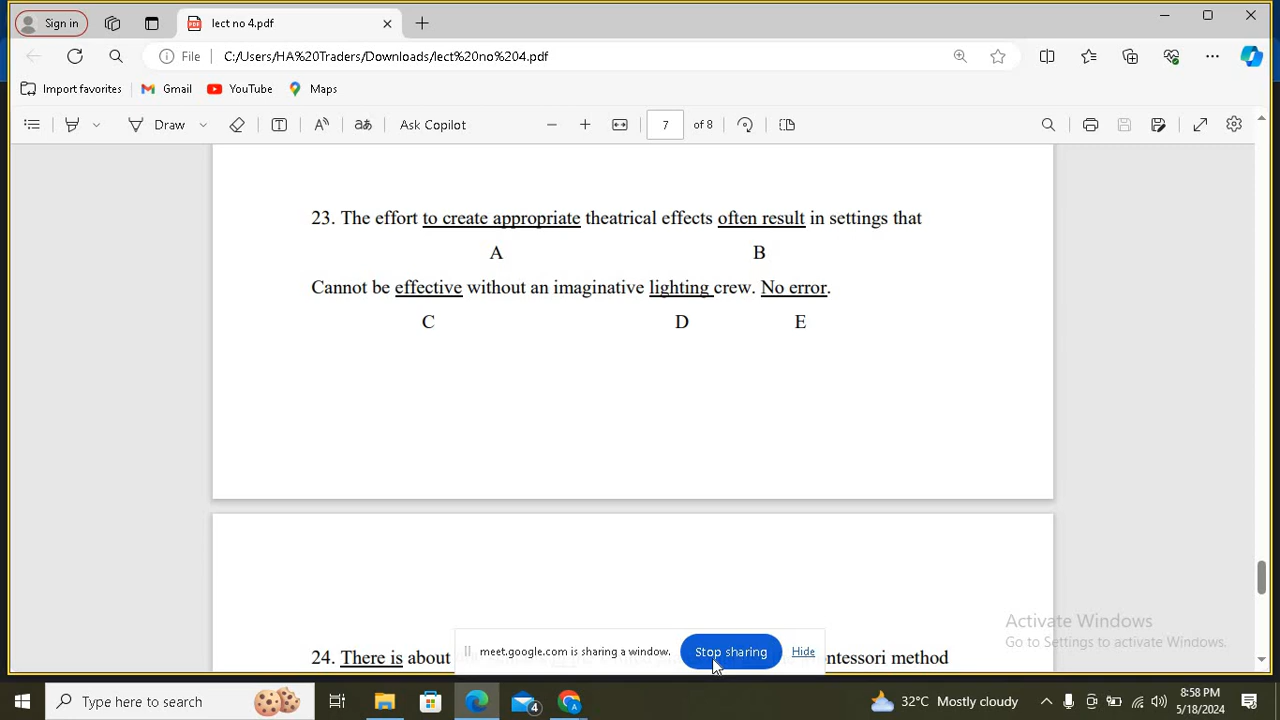 Sign in
lect no 4.pdf
File
C:/Users/HA%20Traders/Downloads/lect%20no%204.pdf
Import favorites
Gmail
YouTube
Maps
Draw
Ask Copilot
7 of 8
23. The effort to create appropriate theatrical effects often result in settings that
A B
Cannot be effective without an imaginative lighting crew. No error.
C D E
Activate Windows
Go to Settings to activate Windows.
meet.google.com is sharing a window.
Stop sharing
Hide
24. There is about ontessori method
Type here to search
4
32°C Mostly cloudy
8:58 PM
5/18/2024